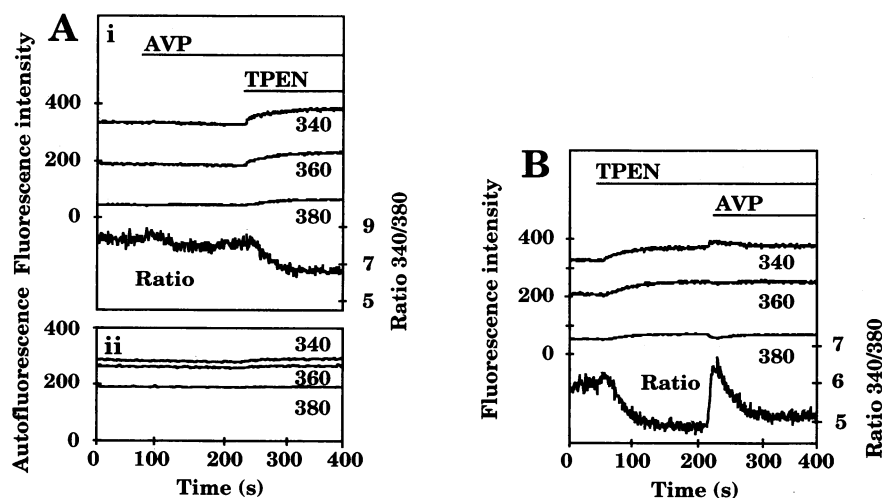 A
i
AVP
TPEN
Fluorescence intensity
400
200
0
340
360
380
Ratio
9
7
5
Ratio 340/380
ii
Autofluorescence
400
200
0
340
360
380
0 100 200 300 400
Time (s)
B
TPEN
AVP
Fluorescence intensity
400
200
0
340
360
380
Ratio
7
6
5
Ratio 340/380
0 100 200 300 400
Time (s)